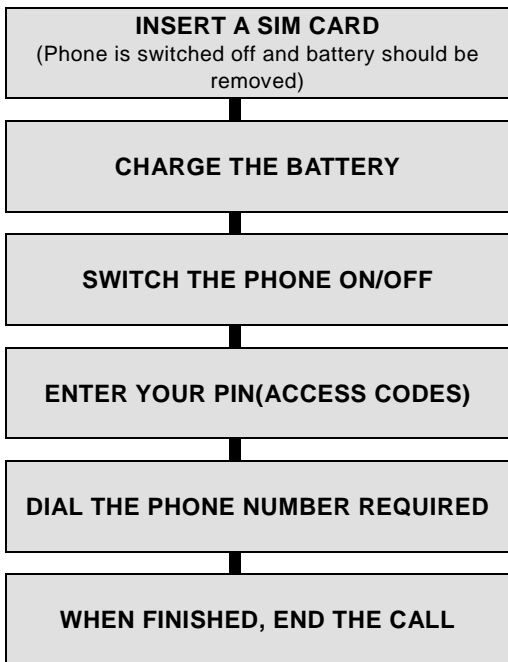 INSERT A SIM CARD
(Phone is switched off and battery should be
removed)
CHARGE THE BATTERY
SWITCH THE PHONE ON/OFF
ENTER YOUR PIN(ACCESS CODES)
DIAL THE PHONE NUMBER REQUIRED
WHEN FINISHED, END THE CALL